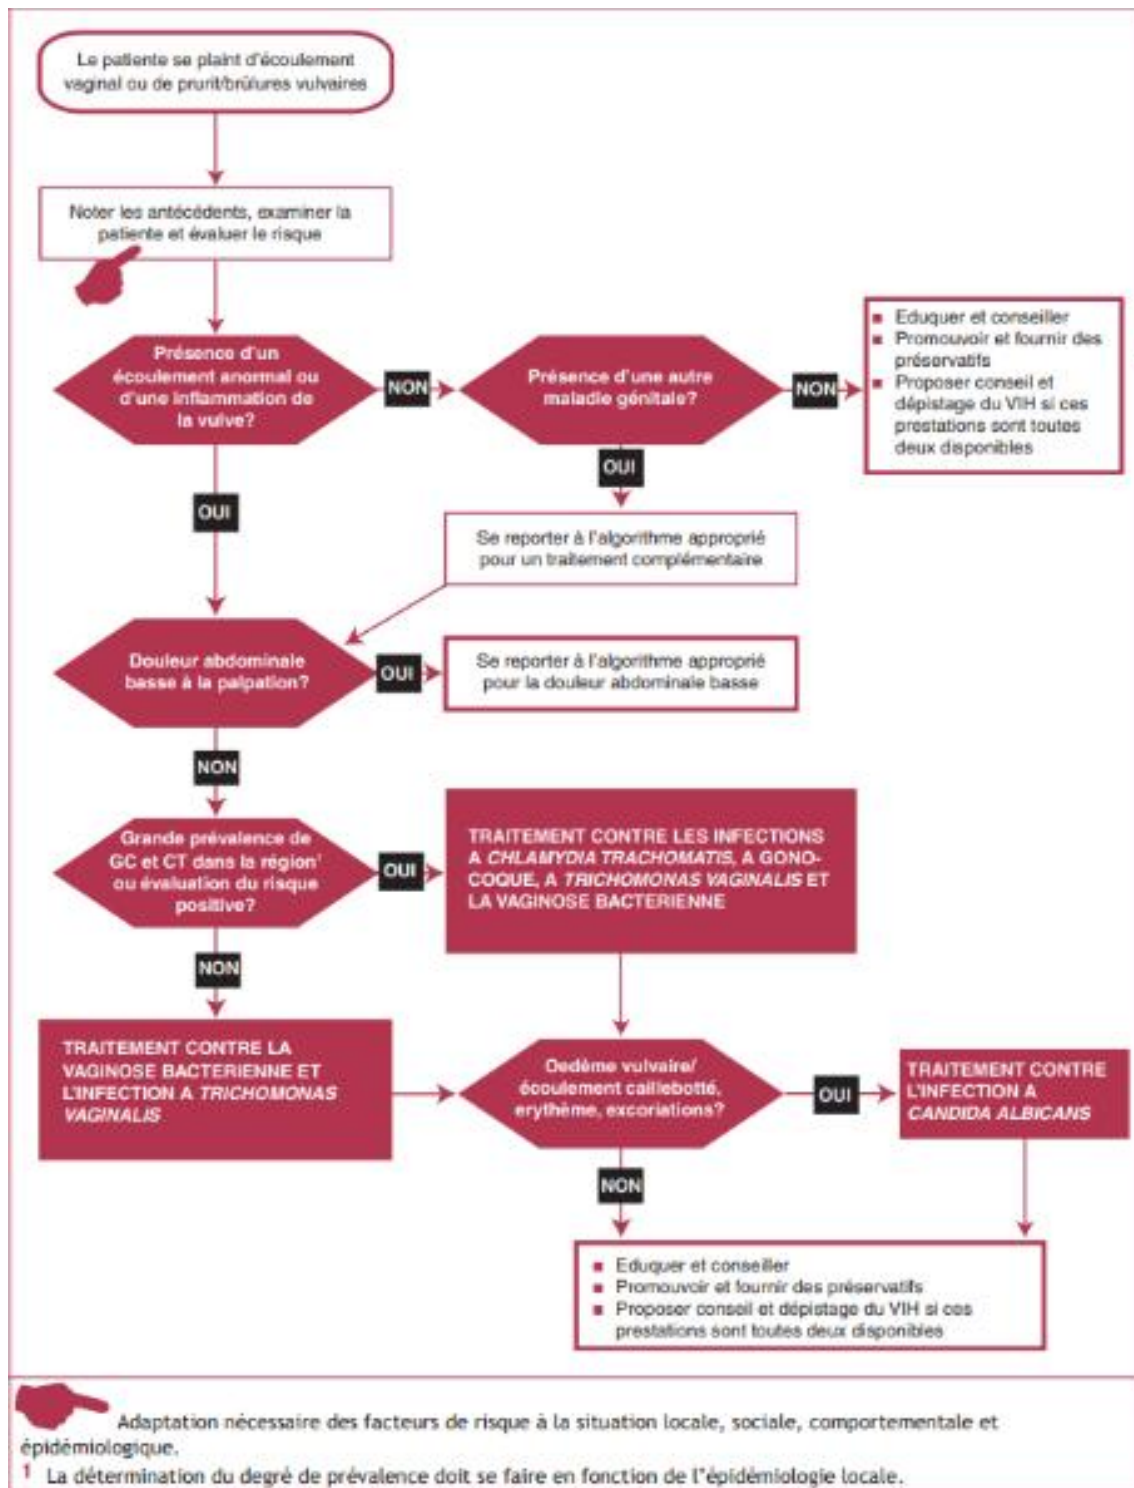 Le patiente se plaint d'écoulement
vaginal ou de prurit/brûlures vulvaires
Noter les antécédents, examiner la
patiente et évaluer le risque
Présence d'un
écoulement anormal ou
d'une inflammation de
la vulve?
NON
Présence d'une autre
maladie génitale?
NON
■ Eduquer et conseiller
■ Promouvoir et fournir des
préservatifs
■ Proposer conseil et
dépistage du VIH si ces
prestations sont toutes
deux disponibles
OUI
OUI
Se reporter à l'algorithme approprié
pour un traitement complémentaire
Douleur abdominale
basse à la palpation?
OUI
Se reporter à l'algorithme approprié
pour la douleur abdominale basse
NON
Grande prévalence de
GC et CT dans la région¹
ou évaluation du risque
positive?
OUI
TRAITEMENT CONTRE LES INFECTIONS
A CHLAMYDIA TRACHOMATIS, A GONO-
COQUE, A TRICHOMONAS VAGINALIS ET
LA VAGINOSE BACTERIENNE
NON
TRAITEMENT CONTRE LA
VAGINOSE BACTERIENNE ET
L'INFECTION A TRICHOMONAS
VAGINALIS
Oedème vulvaire/
écoulement caillebotté,
erythème, excoriations?
OUI
TRAITEMENT CONTRE
L'INFECTION A
CANDIDA ALBICANS
NON
■ Eduquer et conseiller
■ Promouvoir et fournir des préservatifs
■ Proposer conseil et dépistage du VIH si ces
prestations sont toutes deux disponibles
Adaptation nécessaire des facteurs de risque à la situation locale, sociale, comportementale et
épidémiologique.
1 La détermination du degré de prévalence doit se faire en fonction de l'épidémiologie locale.